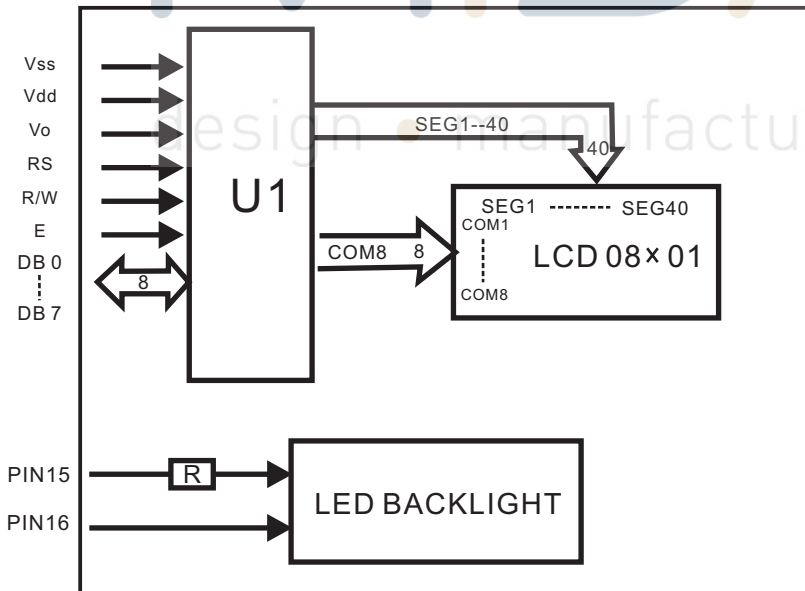 Vss
Vdd
Vo
RS
R/W
E
DB 0
DB 7
8
U1
SEG1--40
40
COM8 8
SEG1 SEG40
COM1
COM8
LCD 08×01
design • manufactu
PIN15
R
PIN16
LED BACKLIGHT